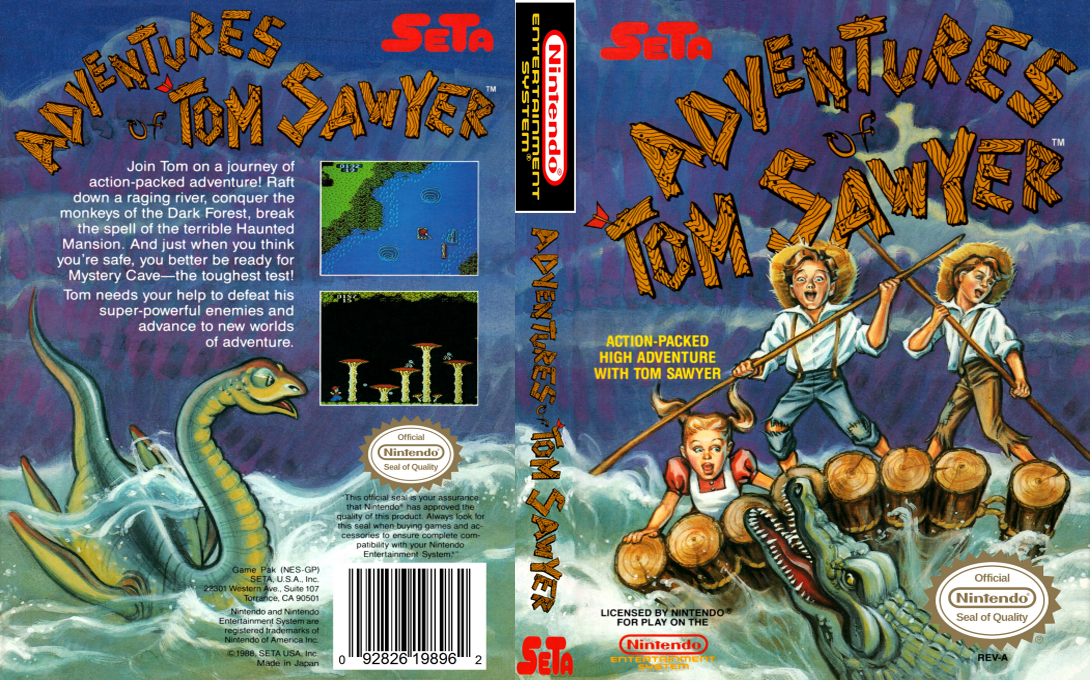 SETA
ADVENTURES
of TOM SAWYER™
Join Tom on a journey of
action-packed adventure! Raft
down a raging river, conquer the
monkeys of the Dark Forest, break
the spell of the terrible Haunted
Mansion. And just when you think
you're safe, you better be ready for
Mystery Cave—the toughest test!
Tom needs your help to defeat his
super-powerful enemies and
advance to new worlds
of adventure.
Official
Nintendo®
Seal of Quality
"This official seal is your assurance
that Nintendo® has approved the
quality of this product. Always look for
this seal when buying games and ac-
cessories to ensure complete com-
patibility with your Nintendo
Entertainment System."
Game Pak (NES-GP)
SETA, U.S.A., Inc.
22301 Western Ave., Suite 107
Torrance, CA 90501
Nintendo and Nintendo
Entertainment System are
registered trademarks of
Nintendo of America Inc.
© 1988, SETA USA, Inc.
Made in Japan
0 92826 19896 2
Nintendo®
ENTERTAINMENT
SYSTEM®
ADVENTURES of TOM SAWYER
SETA
SETA
ADVENTURES
of
TOM SAWYER™
ACTION-PACKED
HIGH ADVENTURE
WITH TOM SAWYER
LICENSED BY NINTENDO®
FOR PLAY ON THE
Nintendo
ENTERTAINMENT
SYSTEM
Official
Nintendo®
Seal of Quality
REV-A